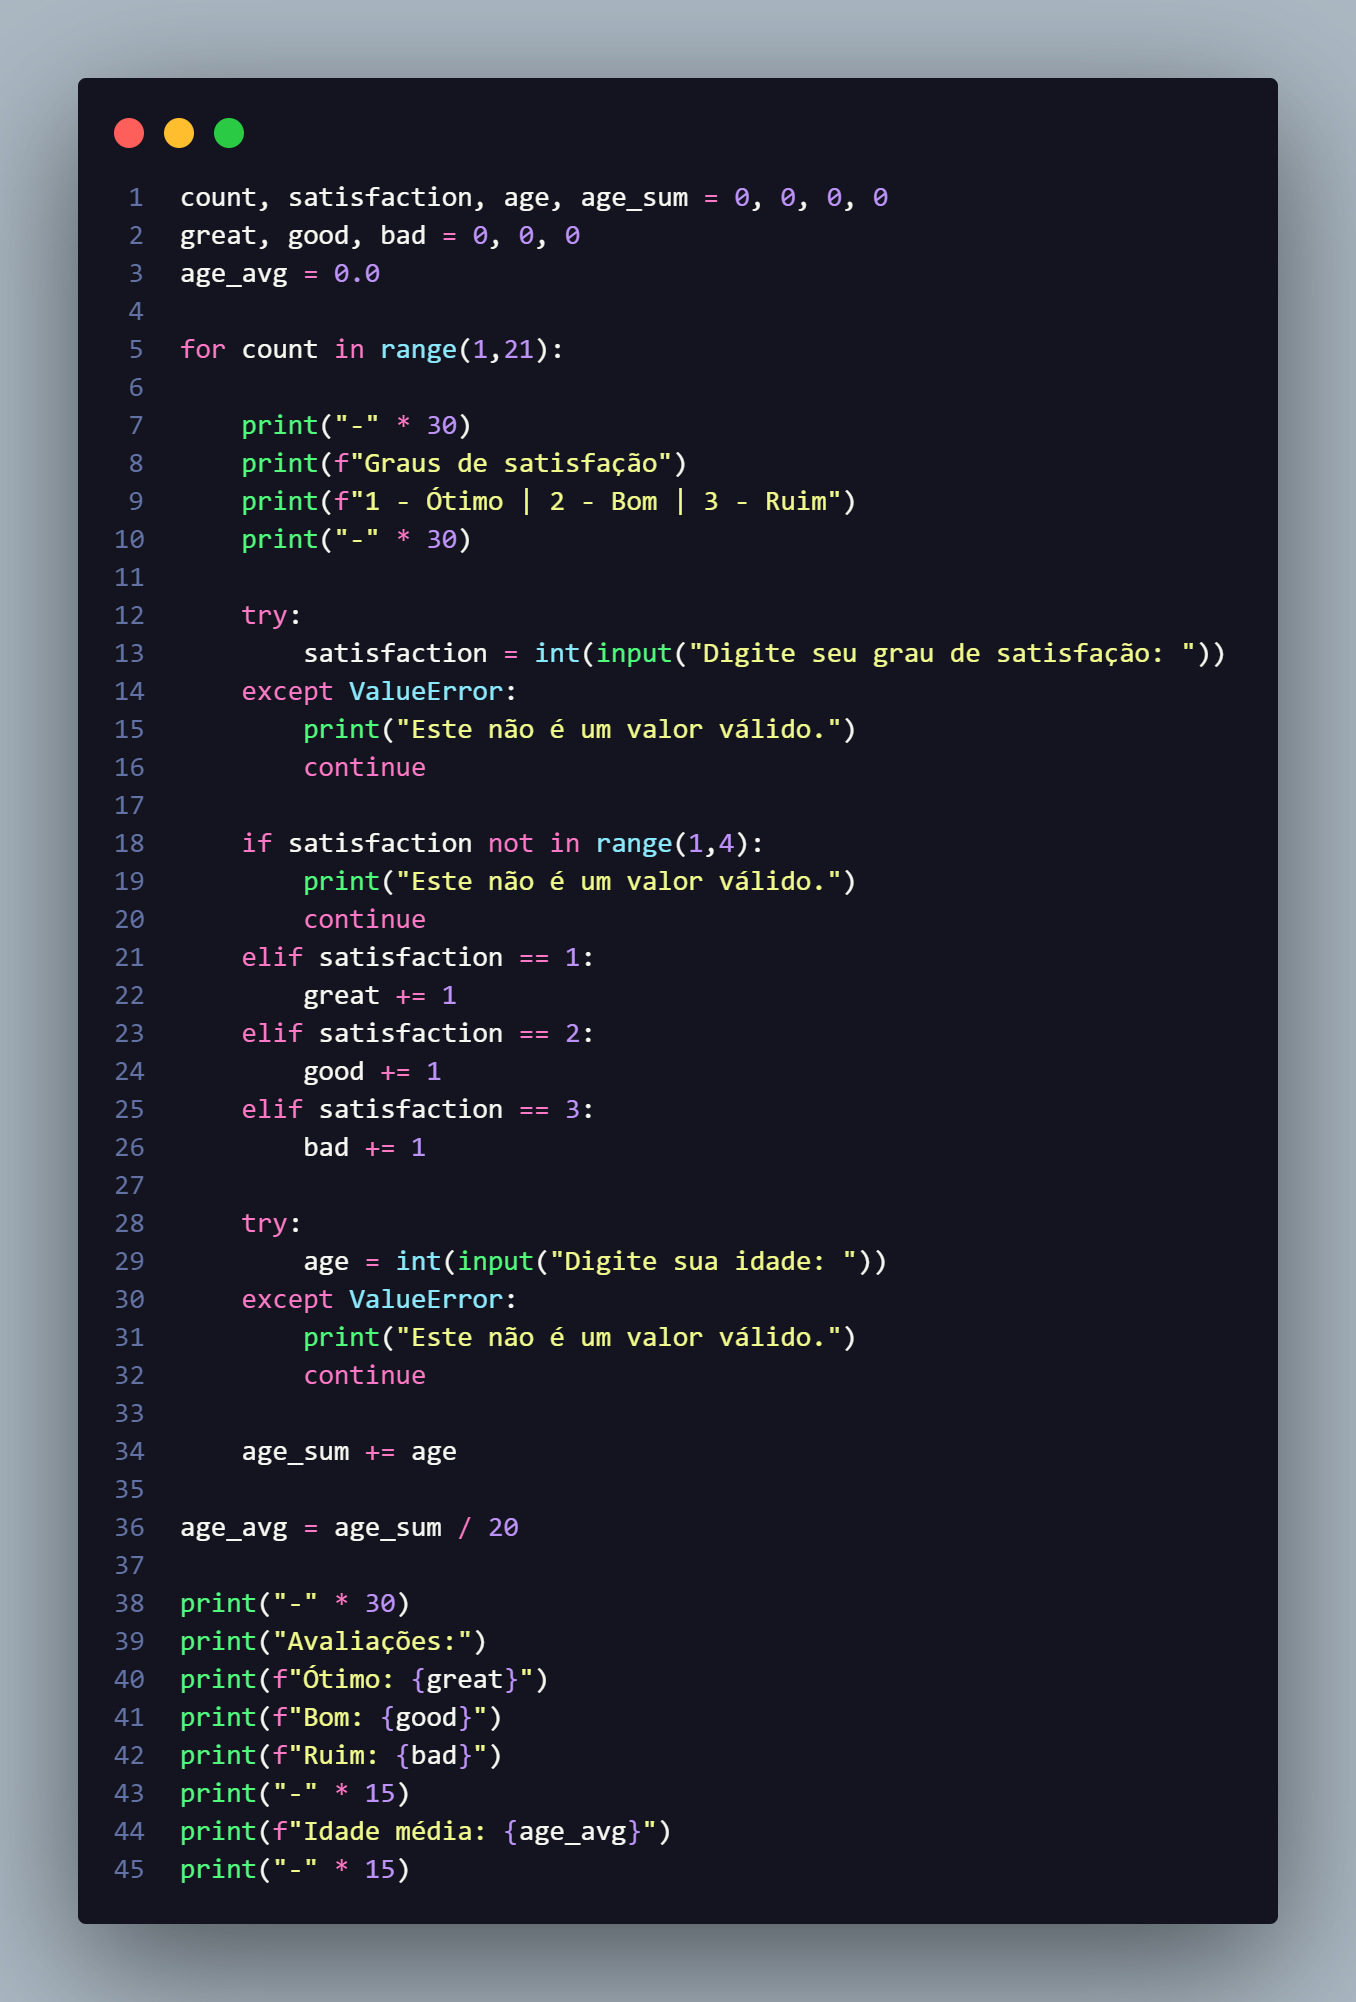 1 count, satisfaction, age, age_sum = 0, 0, 0, 0
2 great, good, bad = 0, 0, 0
3 age_avg = 0.0
4
5 for count in range(1,21):
6
7     print("-" * 30)
8     print(f"Graus de satisfação")
9     print(f"1 - Ótimo | 2 - Bom | 3 - Ruim")
10     print("-" * 30)
11
12     try:
13         satisfaction = int(input("Digite seu grau de satisfação: "))
14     except ValueError:
15         print("Este não é um valor válido.")
16         continue
17
18     if satisfaction not in range(1,4):
19         print("Este não é um valor válido.")
20         continue
21     elif satisfaction == 1:
22         great += 1
23     elif satisfaction == 2:
24         good += 1
25     elif satisfaction == 3:
26         bad += 1
27
28     try:
29         age = int(input("Digite sua idade: "))
30     except ValueError:
31         print("Este não é um valor válido.")
32         continue
33
34     age_sum += age
35
36 age_avg = age_sum / 20
37
38 print("-" * 30)
39 print("Avaliações:")
40 print(f"Ótimo: {great}")
41 print(f"Bom: {good}")
42 print(f"Ruim: {bad}")
43 print("-" * 15)
44 print(f"Idade média: {age_avg}")
45 print("-" * 15)